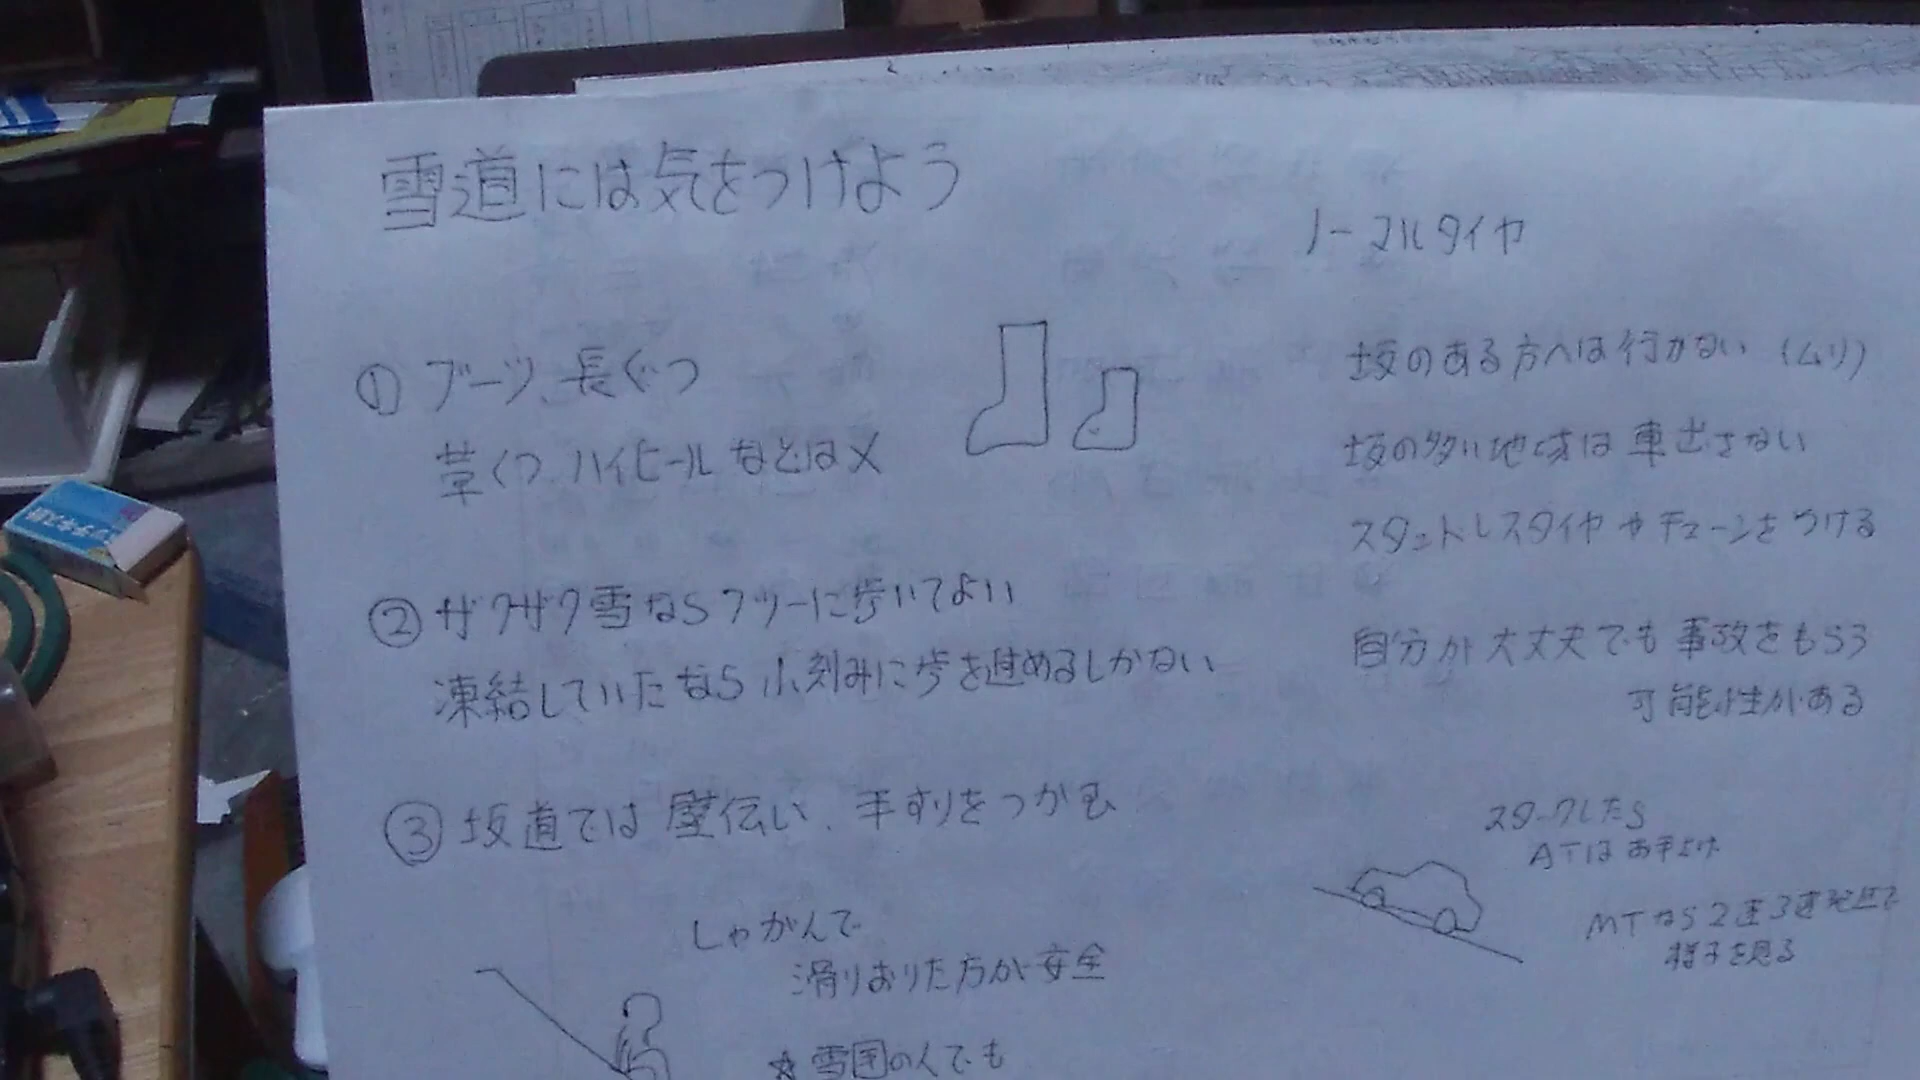 雪道には気をつけよう
① ブーツ、長ぐつ
革ぐつ、ハイヒールなどは✕
② ザクザク雪ならフツーに歩いてよい
凍結していたなら小刻みに歩を進めるしかない
③ 坂道では壁伝い、手すりをつかむ
しゃがんで
滑りおりた方が安全
☆雪国の人でも
ノーマルタイヤ
坂のある方へは行かない (ムリ)
坂の多い地域は車出さない
スタットレスタイヤやチェーンをつける
自分が大丈夫でも事故をもらう
可能性がある
スタックしたら
ATはお手上げ
MTなら2速3速発進で
様子を見る